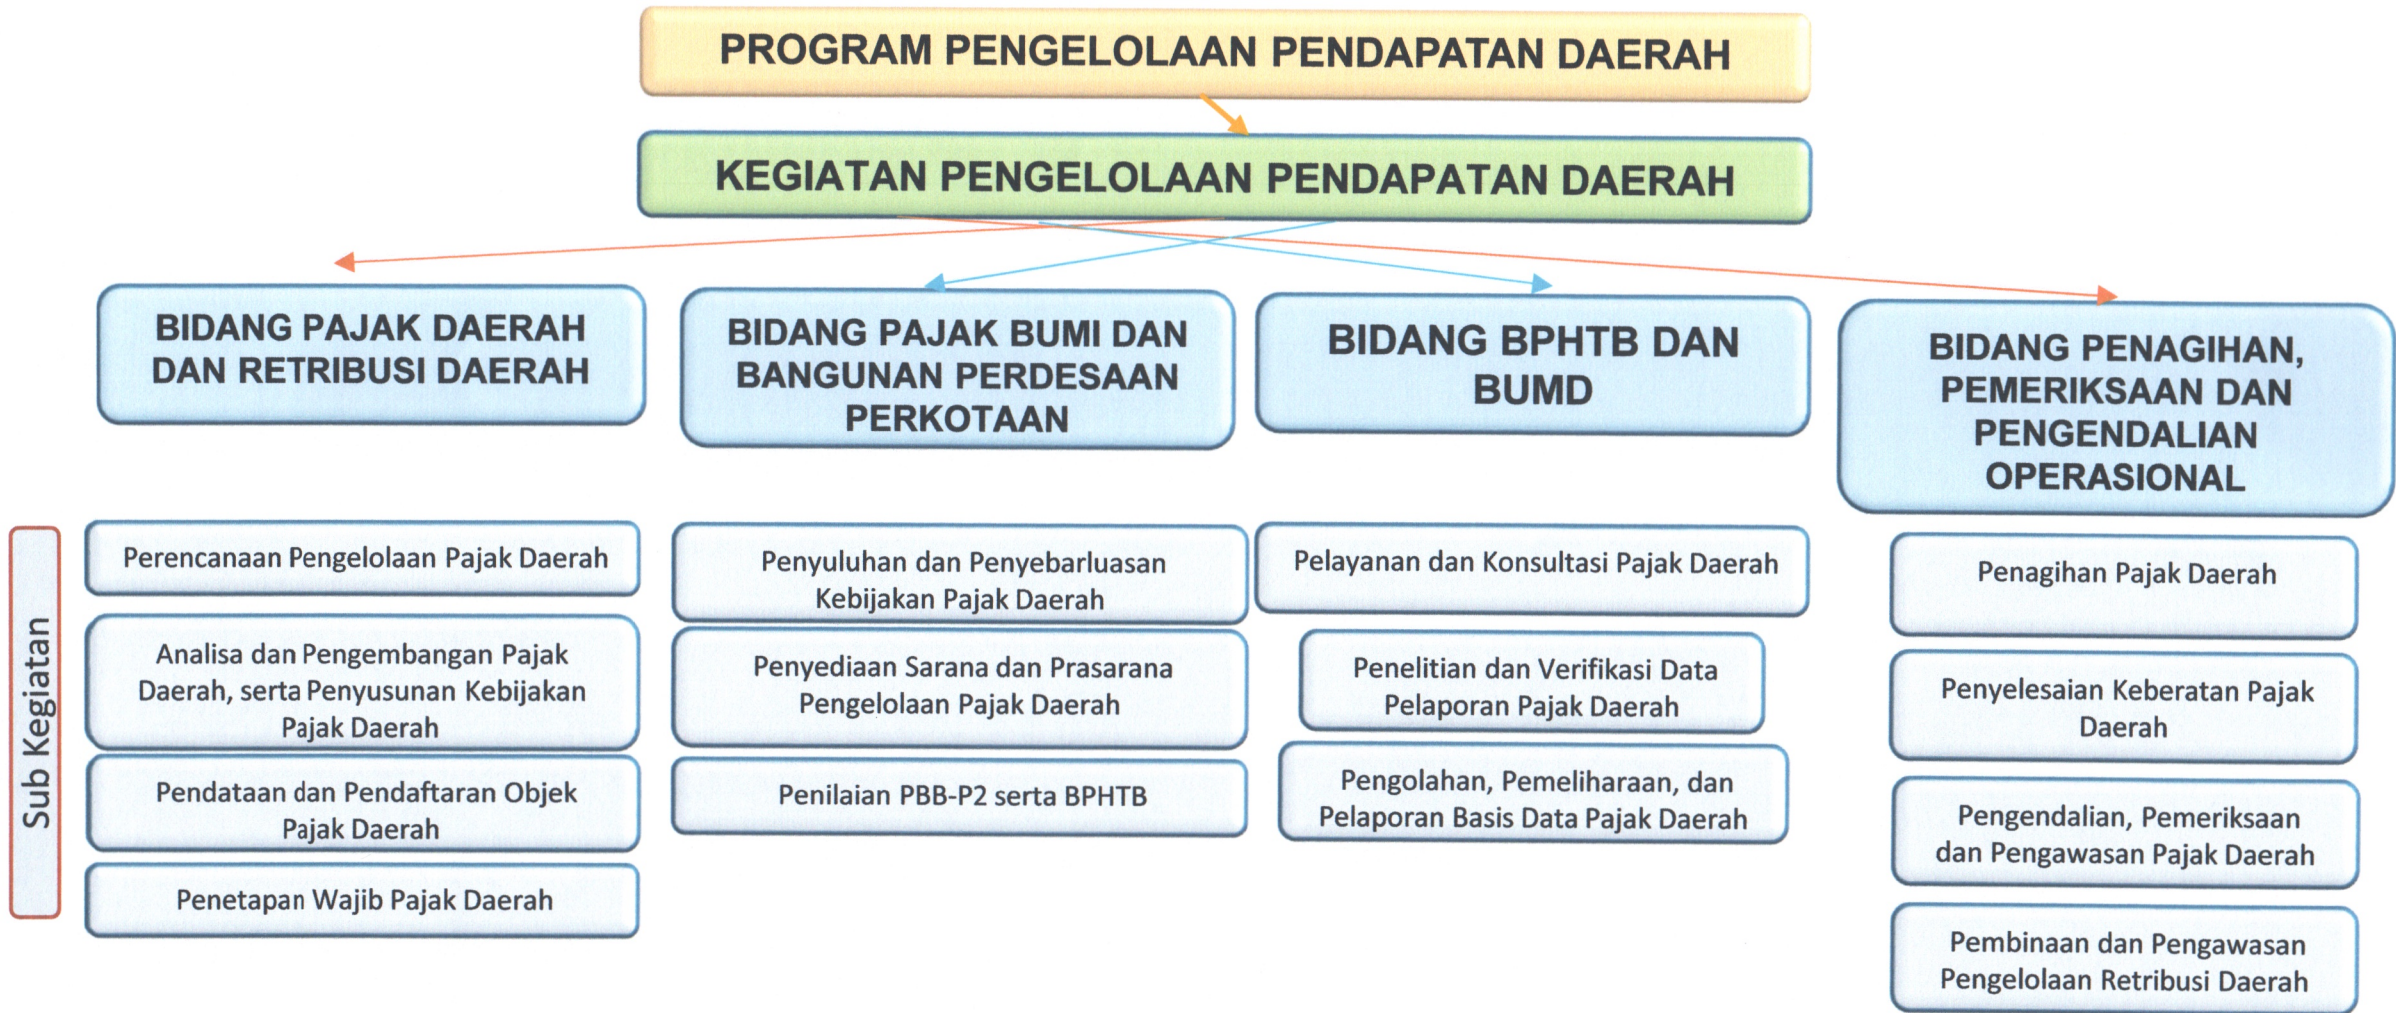 PROGRAM PENGELOLAAN PENDAPATAN DAERAH
KEGIATAN PENGELOLAAN PENDAPATAN DAERAH
BIDANG PAJAK DAERAH
DAN RETRIBUSI DAERAH
BIDANG PAJAK BUMI DAN
BANGUNAN PERDESAAN
PERKOTAAN
BIDANG BPHTB DAN
BUMD
BIDANG PENAGIHAN,
PEMERIKSAAN DAN
PENGENDALIAN
OPERASIONAL
Sub Kegiatan
Perencanaan Pengelolaan Pajak Daerah
Analisa dan Pengembangan Pajak
Daerah, serta Penyusunan Kebijakan
Pajak Daerah
Pendataan dan Pendaftaran Objek
Pajak Daerah
Penetapan Wajib Pajak Daerah
Penyuluhan dan Penyebarluasan
Kebijakan Pajak Daerah
Penyediaan Sarana dan Prasarana
Pengelolaan Pajak Daerah
Penilaian PBB-P2 serta BPHTB
Pelayanan dan Konsultasi Pajak Daerah
Penelitian dan Verifikasi Data
Pelaporan Pajak Daerah
Pengolahan, Pemeliharaan, dan
Pelaporan Basis Data Pajak Daerah
Penagihan Pajak Daerah
Penyelesaian Keberatan Pajak
Daerah
Pengendalian, Pemeriksaan
dan Pengawasan Pajak Daerah
Pembinaan dan Pengawasan
Pengelolaan Retribusi Daerah